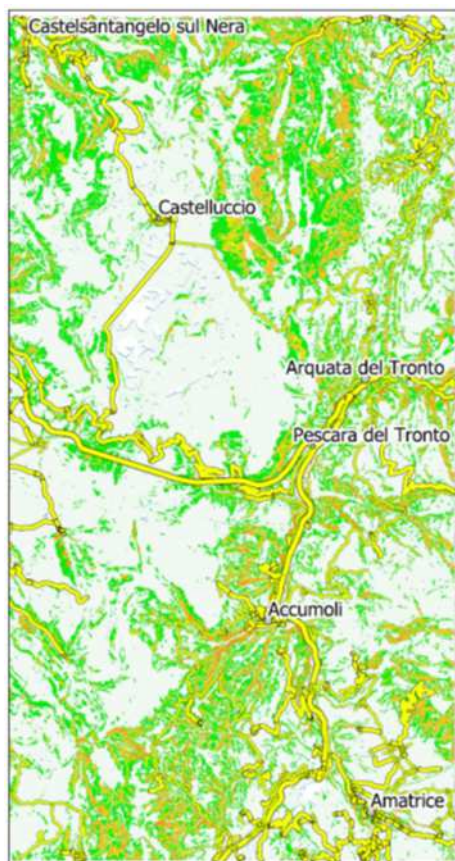 Castelsantangelo sul Nera
Castelluccio
Arquata del Tronto
Pescara del Tronto
Accumoli
Amatrice